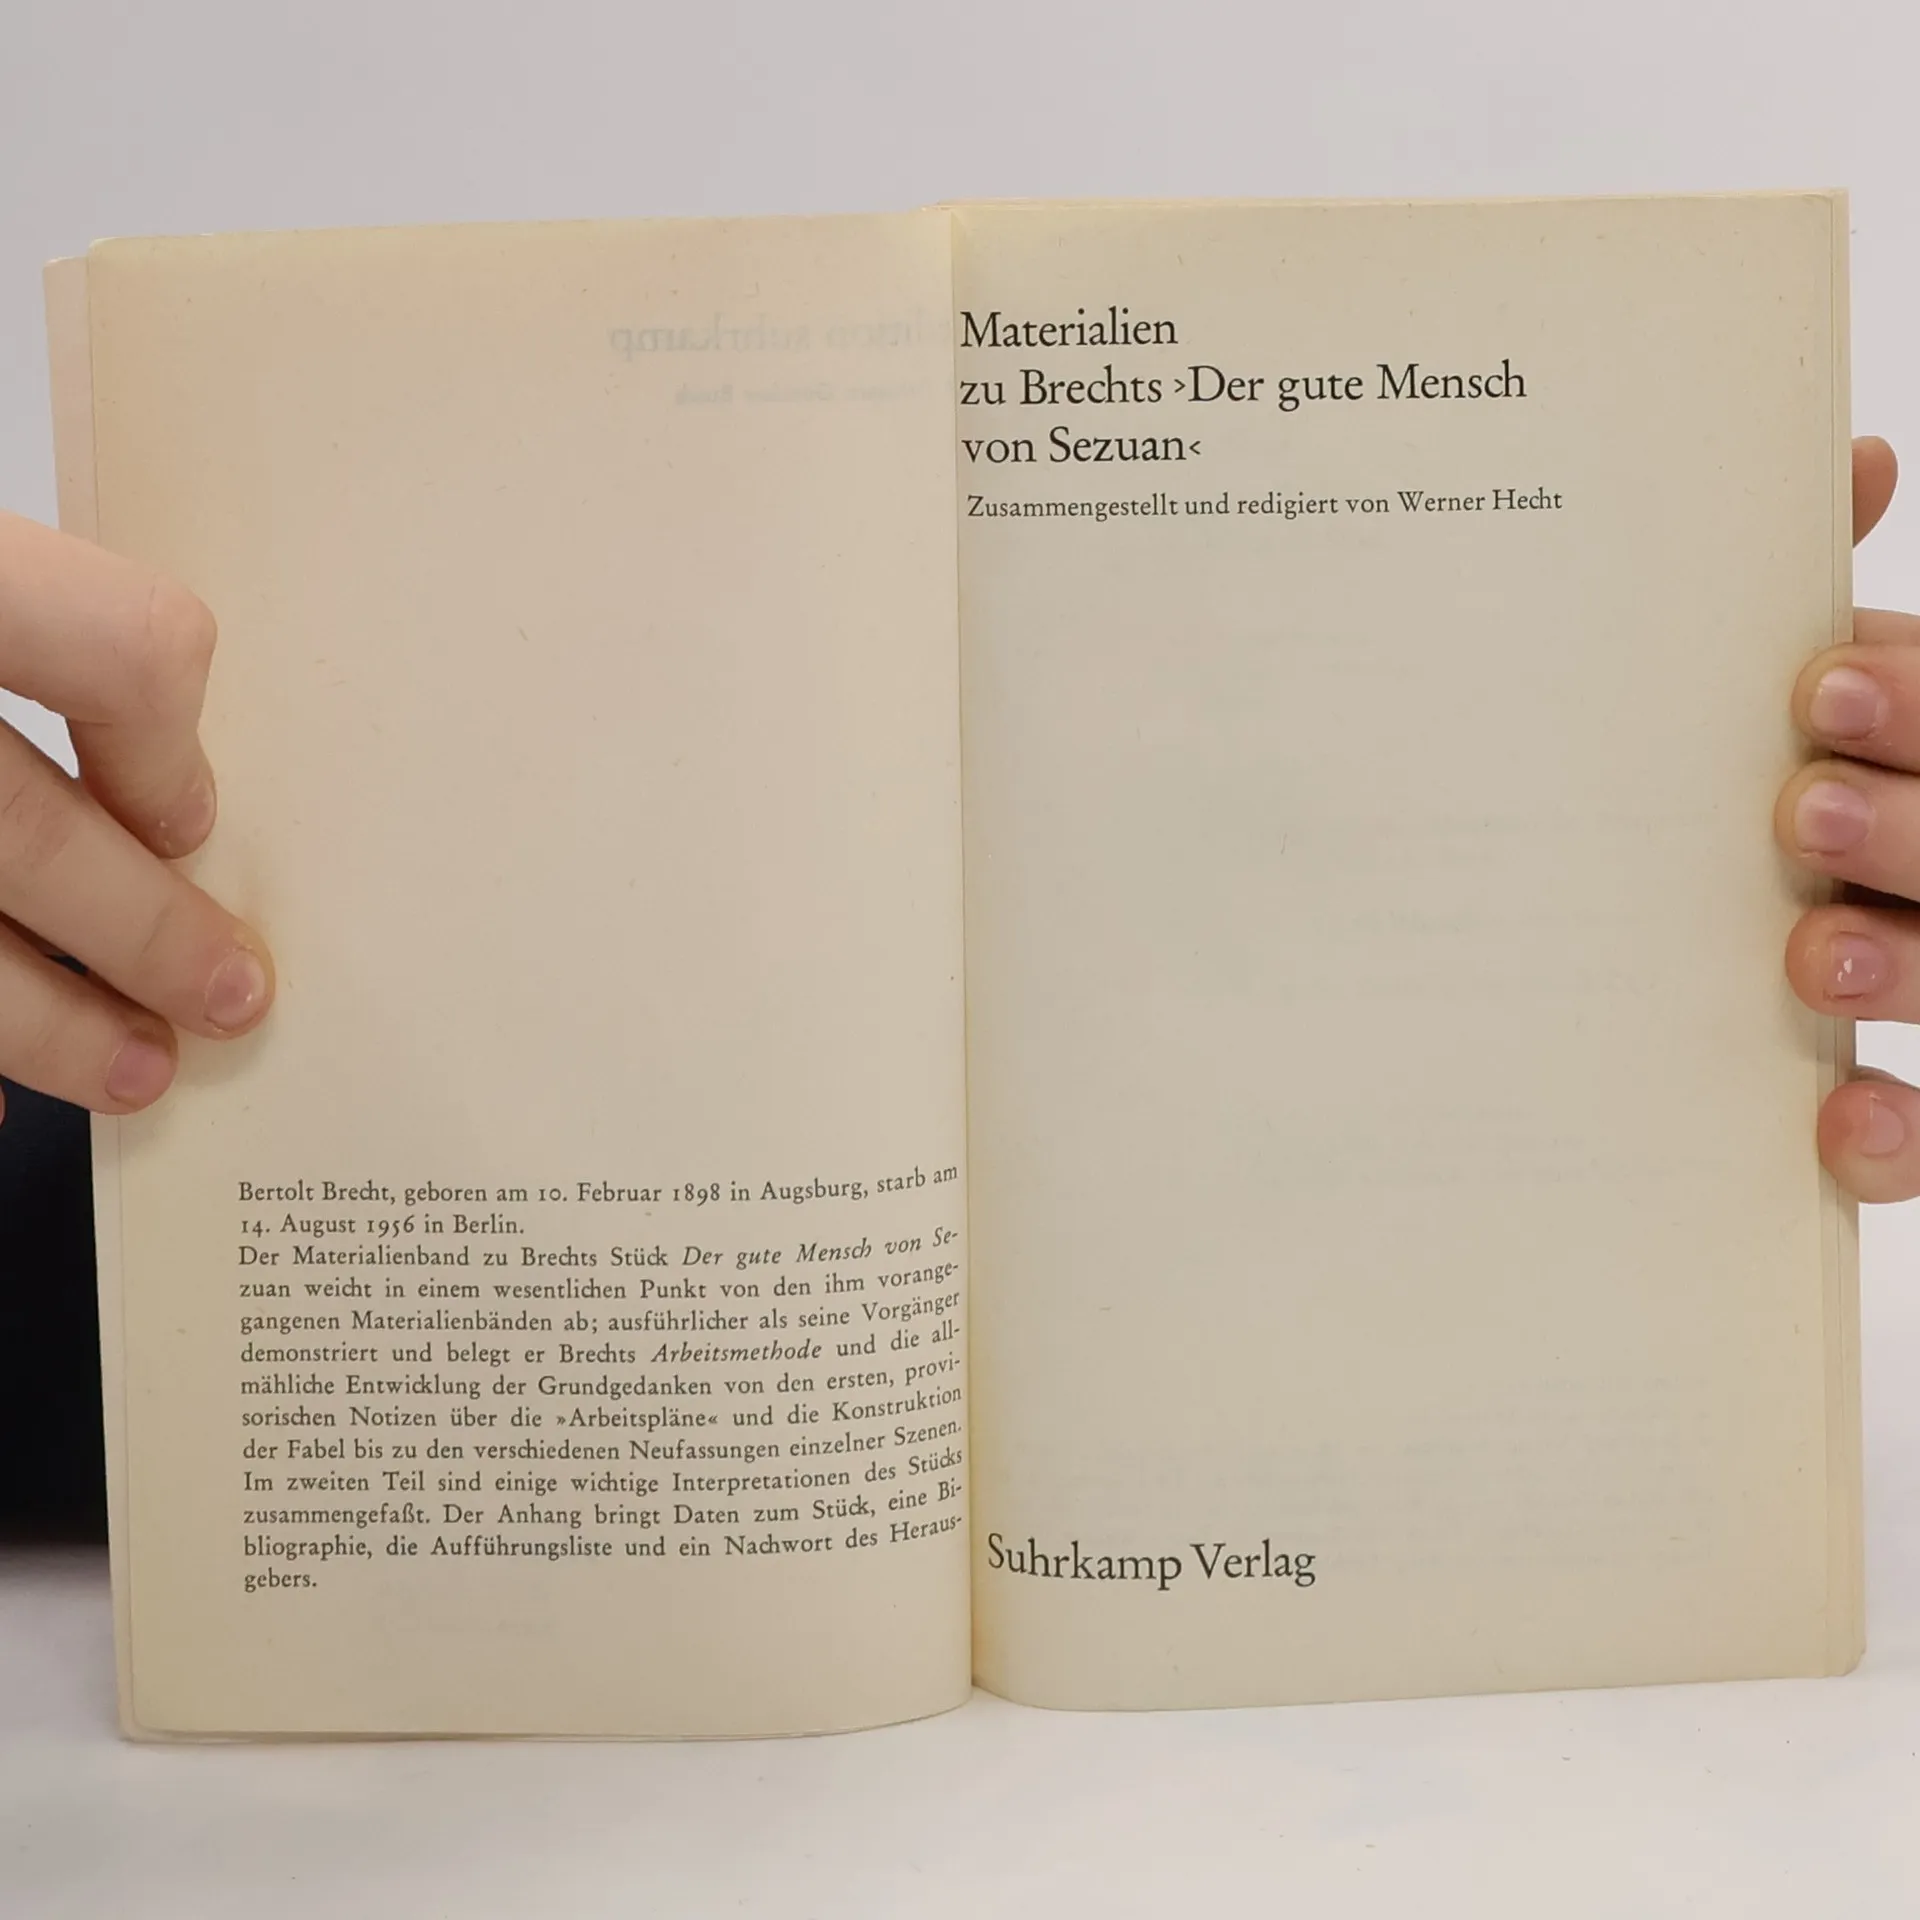 Bertolt Brecht, geboren am 10. Februar 1898 in Augsburg, starb am
14. August 1956 in Berlin.
Der Materialienband zu Brechts Stück Der gute Mensch von Se-
zuan weicht in einem wesentlichen Punkt von den ihm vorange-
gangenen Materialienbänden ab; ausführlicher als seine Vorgänger
demonstriert und belegt er Brechts Arbeitsmethode und die all-
mähliche Entwicklung der Grundgedanken von den ersten, provi-
sorischen Notizen über die »Arbeitspläne« und die Konstruktion
der Fabel bis zu den verschiedenen Neufassungen einzelner Szenen.
Im zweiten Teil sind einige wichtige Interpretationen des Stücks
zusammengefaßt. Der Anhang bringt Daten zum Stück, eine Bi-
bliographie, die Aufführungsliste und ein Nachwort des Heraus-
gebers.
Materialien
zu Brechts ›Der gute Mensch
von Sezuan‹
Zusammengestellt und redigiert von Werner Hecht
Suhrkamp Verlag